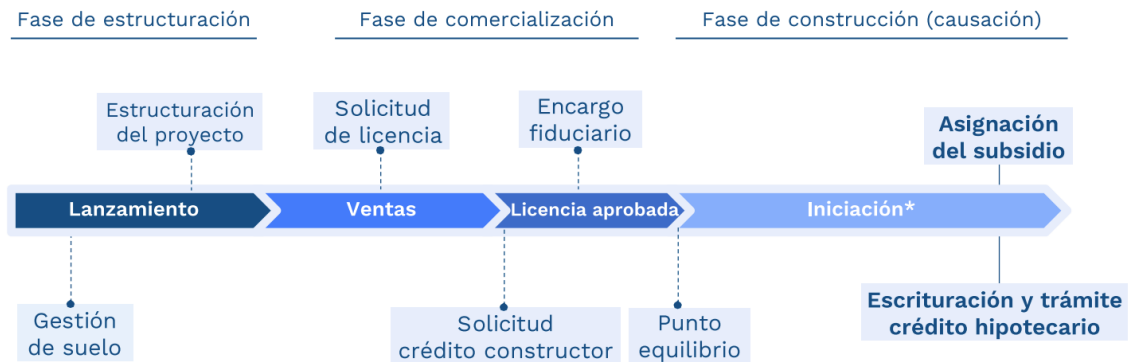 Fase de estructuración
Fase de comercialización
Fase de construcción (causación)
Estructuración
del proyecto
Solicitud
de licencia
Encargo
fiduciario
Asignación
del subsidio
Lanzamiento
Ventas
Licencia aprobada
Iniciación*
Gestión
de suelo
Solicitud
crédito constructor
Punto
equilibrio
Escrituración y trámite
crédito hipotecario